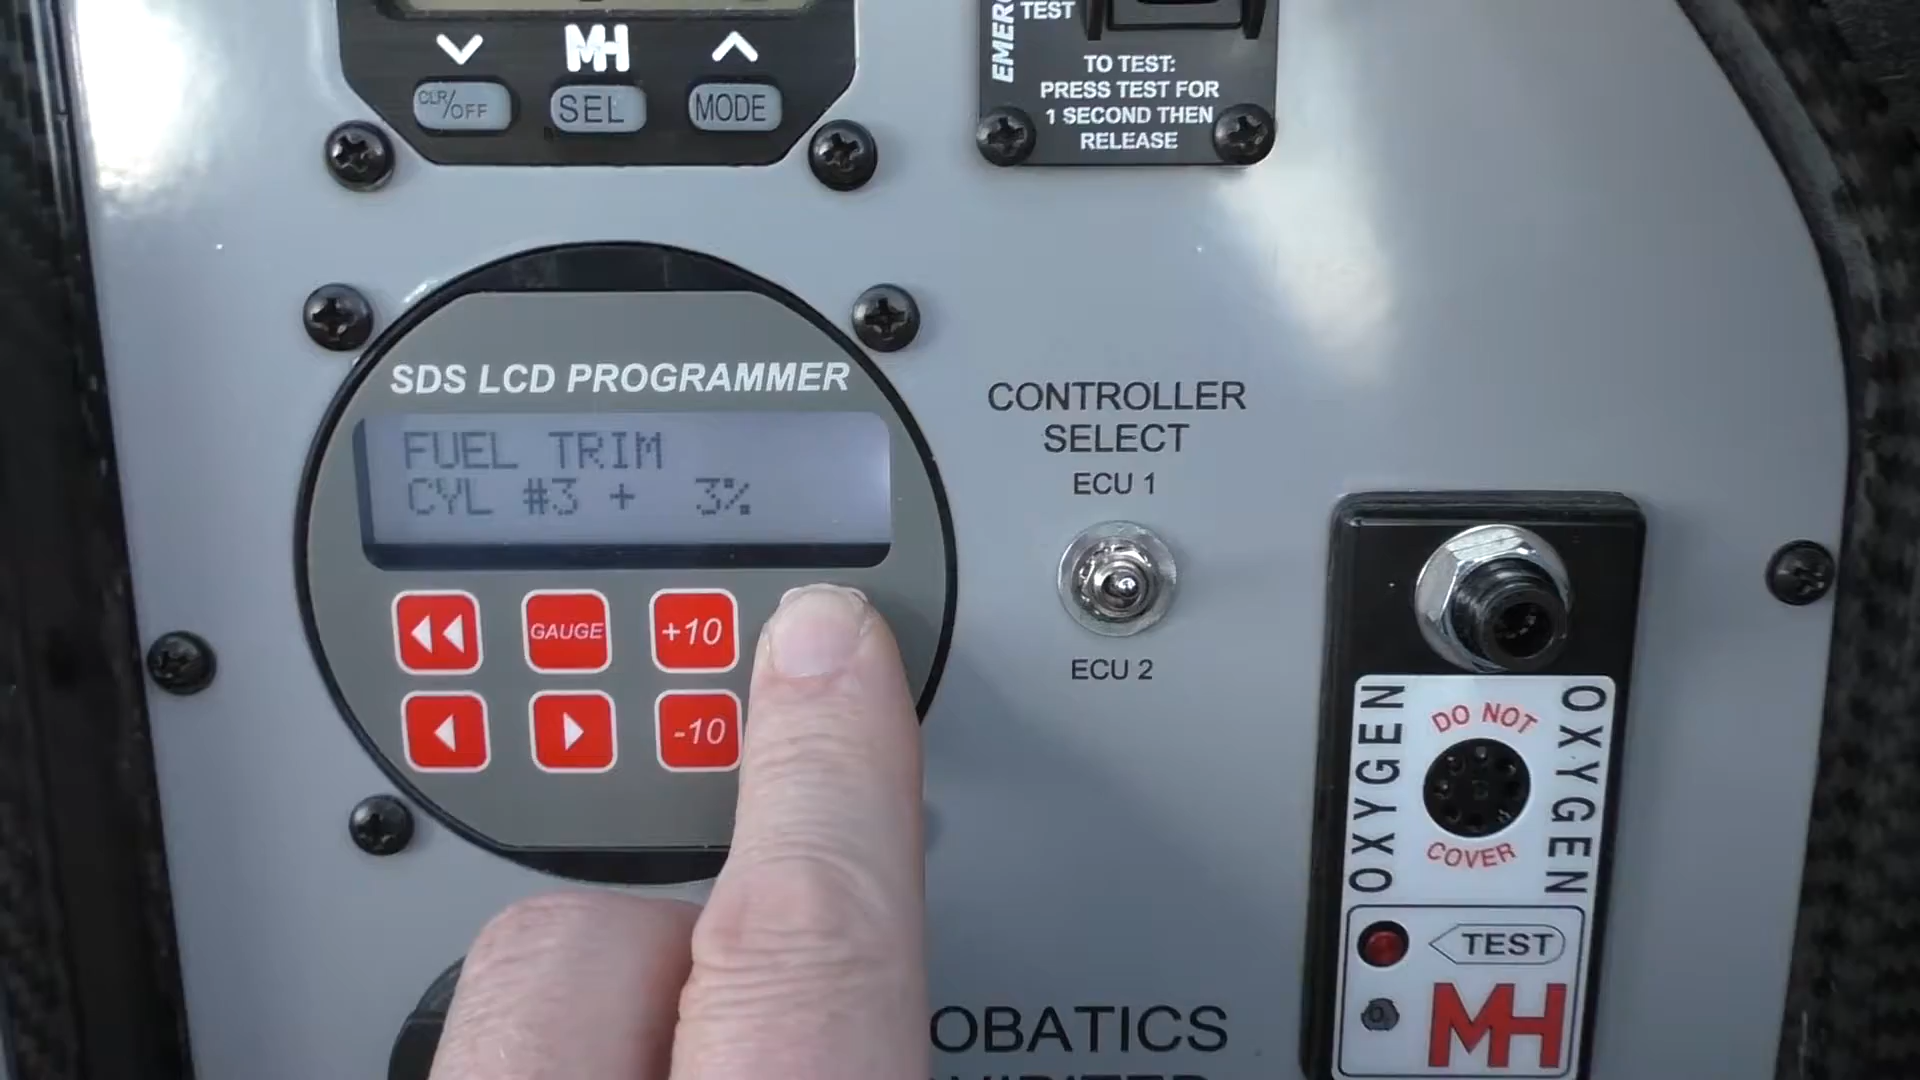 MH
CLR/OFF
SEL
MODE
TEST
TO TEST:
PRESS TEST FOR
1 SECOND THEN
RELEASE
SDS LCD PROGRAMMER
FUEL TRIM
CYL #3 + 3%
GAUGE
+10
-10
CONTROLLER
SELECT
ECU 1
ECU 2
OXYGEN
DO NOT
COVER
OXYGEN
TEST
MH
OBATICS